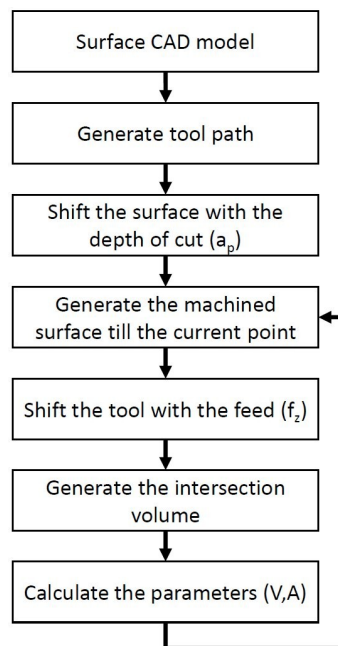 Surface CAD model
Generate tool path
Shift the surface with the
depth of cut (aₚ)
Generate the machined
surface till the current point
Shift the tool with the feed (f_z)
Generate the intersection
volume
Calculate the parameters (V,A)